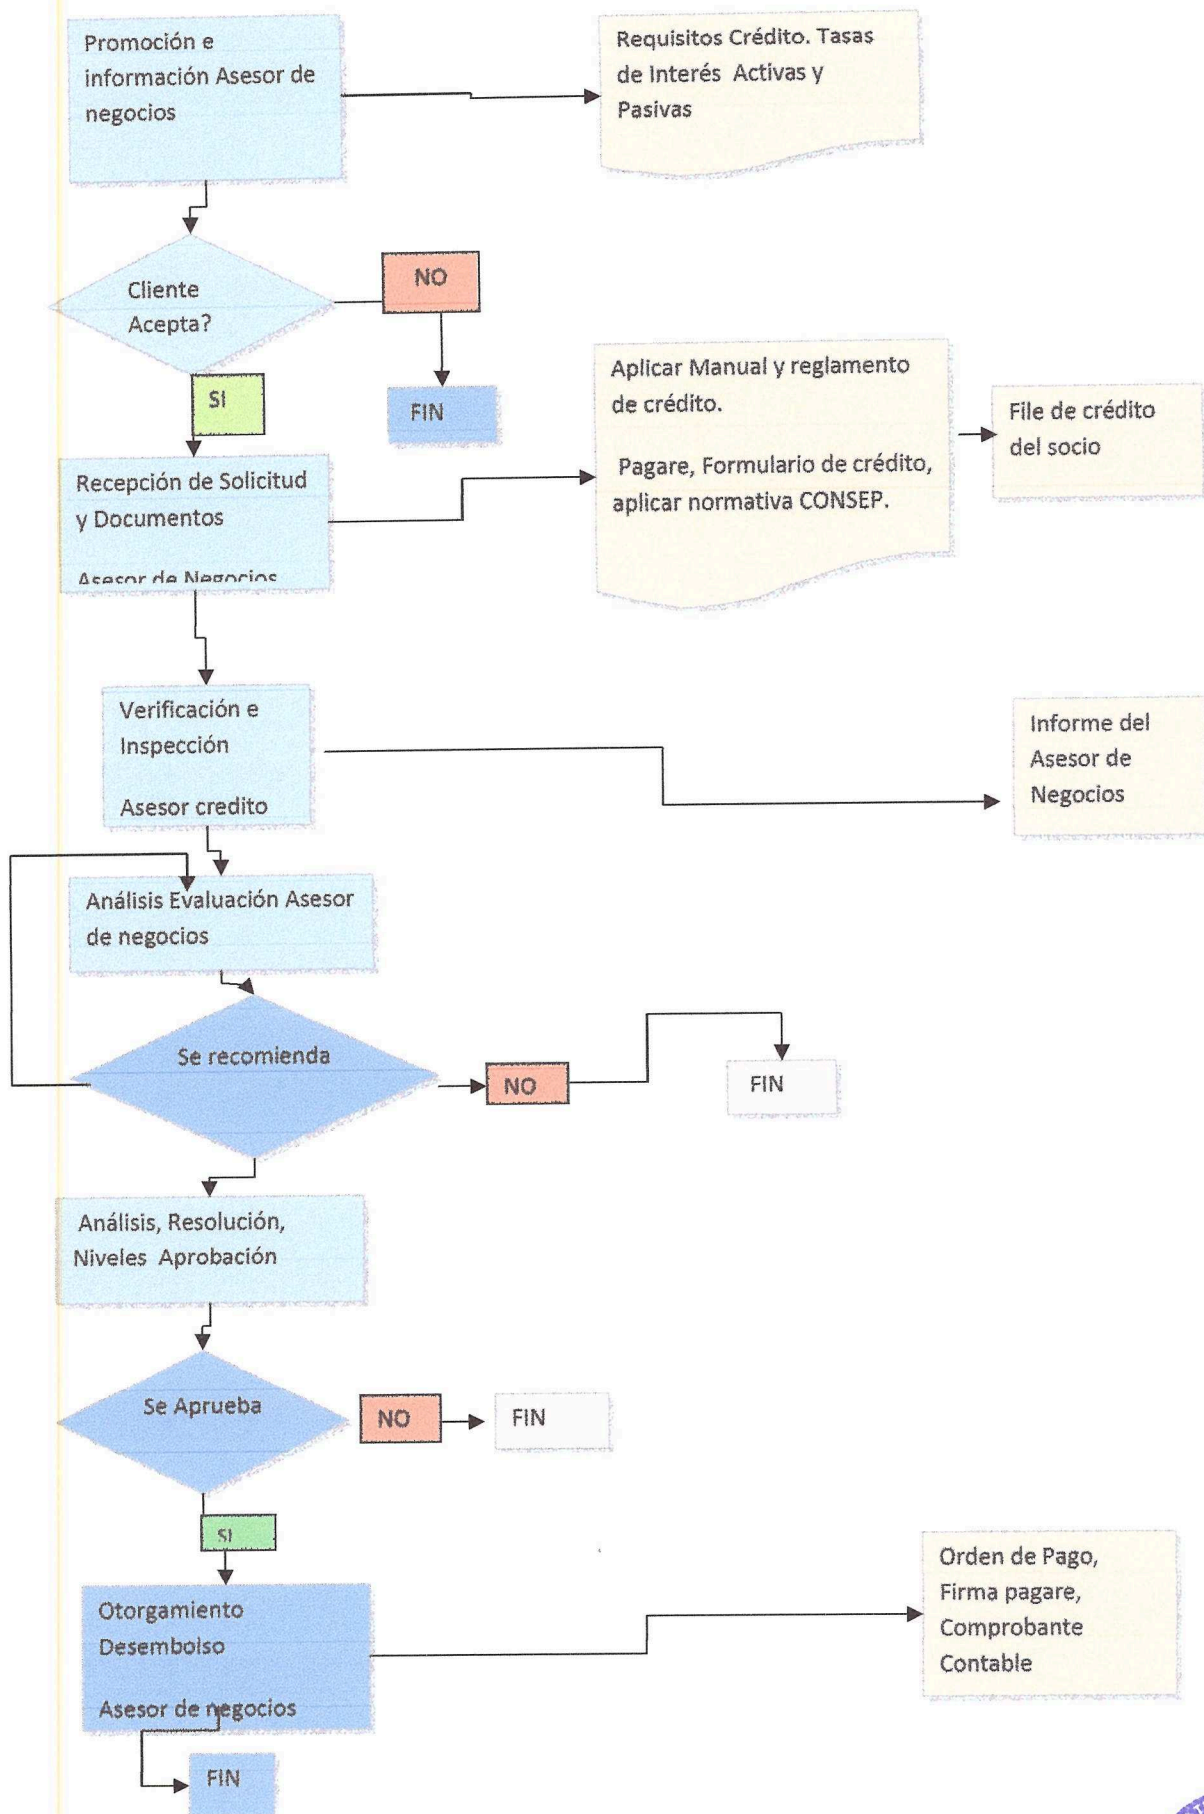 Promoción e
información Asesor de
negocios
Requisitos Crédito. Tasas
de Interés Activas y
Pasivas
Cliente
Acepta?
NO
SI
FIN
Recepción de Solicitud
y Documentos
Asesor de Negocios
Aplicar Manual y reglamento
de crédito.
Pagare, Formulario de crédito,
aplicar normativa CONSEP.
File de crédito
del socio
Verificación e
Inspección
Asesor credito
Informe del
Asesor de
Negocios
Análisis Evaluación Asesor
de negocios
Se recomienda
NO
FIN
Análisis, Resolución,
Niveles Aprobación
Se Aprueba
NO
FIN
SI
Otorgamiento
Desembolso
Asesor de negocios
Orden de Pago,
Firma pagare,
Comprobante
Contable
FIN